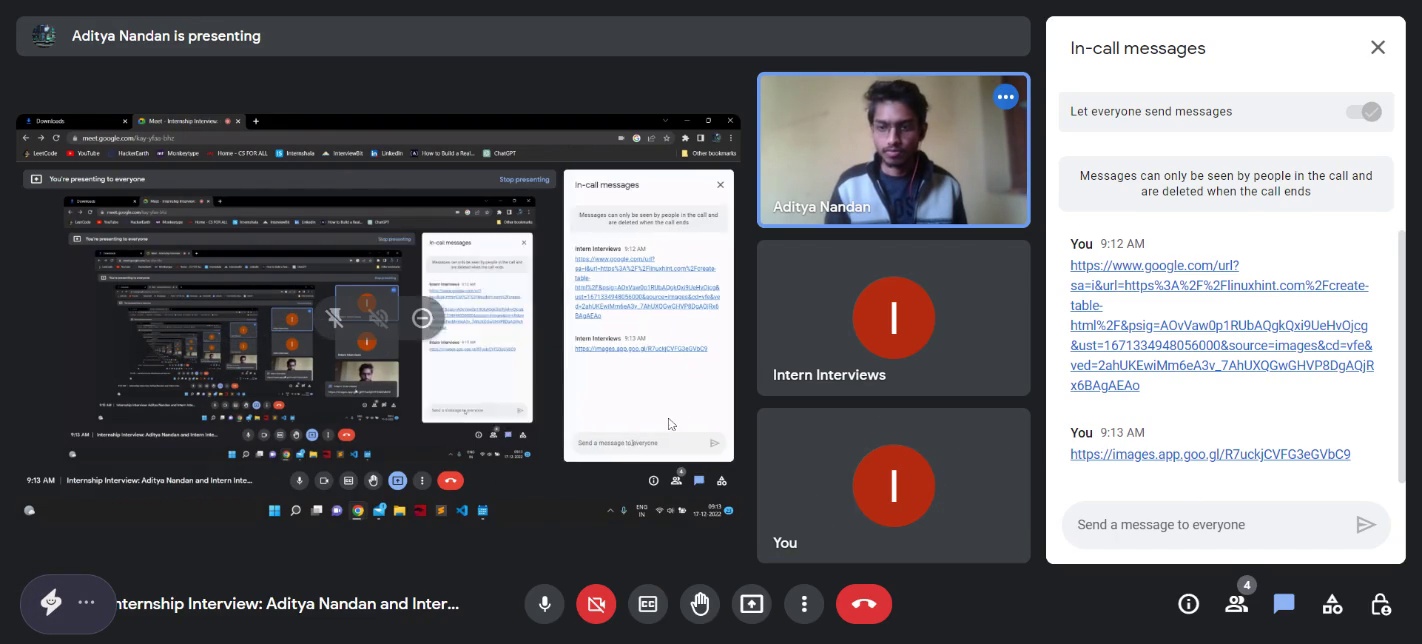 Aditya Nandan is presenting
Downloads
Meet - Internship Interview
meet.google.com/kay-yfso-bhz
LeetCode YouTube HackerEarth Monkeytype Home - CS FOR ALL Internshala InterviewBit LinkedIn How to Build a Real... ChatGPT Other bookmarks
You're presenting to everyone
Stop presenting
In-call messages
Messages can only be seen by people in the call and
are deleted when the call ends
Intern Interviews 9:12 AM
https://www.google.com/url?
sa=i&url=https%3A%2F%2Flinuxhint.com%2Fcreate-
table-
html%2F&psig=AOvVaw0p1RUbAQgkQxi9UeHvOjcg&
ust=1671334948056000&source=images&cd=vfe&ve
d=2ahUKEwiMm6eA3v_7AhUXQGwGHVP8DgAQjRx6
BAgAEAo
Intern Interviews 9:13 AM
https://images.app.goo.gl/R7uckjCVFG3eGVbC9
Send a message to everyone
9:13 AM | Internship Interview: Aditya Nandan and Intern Inte...
4
ENG
IN
09:13
17-12-2022
Aditya Nandan
I
Intern Interviews
I
You
In-call messages
Let everyone send messages
Messages can only be seen by people in the call and
are deleted when the call ends
You 9:12 AM
https://www.google.com/url?
sa=i&url=https%3A%2F%2Flinuxhint.com%2Fcreate-
table-
html%2F&psig=AOvVaw0p1RUbAQgkQxi9UeHvOjcg
&ust=1671334948056000&source=images&cd=vfe&
ved=2ahUKEwiMm6eA3v_7AhUXQGwGHVP8DgAQjR
x6BAgAEAo
You 9:13 AM
https://images.app.goo.gl/R7uckjCVFG3eGVbC9
Send a message to everyone
nternship Interview: Aditya Nandan and Inter...
CC
4